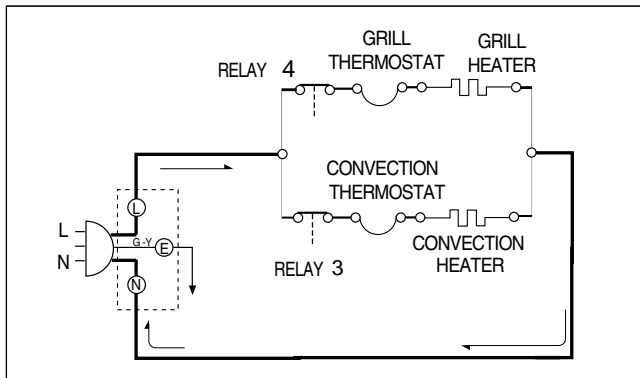 GRILL
THERMOSTAT
GRILL
HEATER
RELAY 4
CONVECTION
THERMOSTAT
L
L
G-Y
E
N
N
RELAY 3
CONVECTION
HEATER